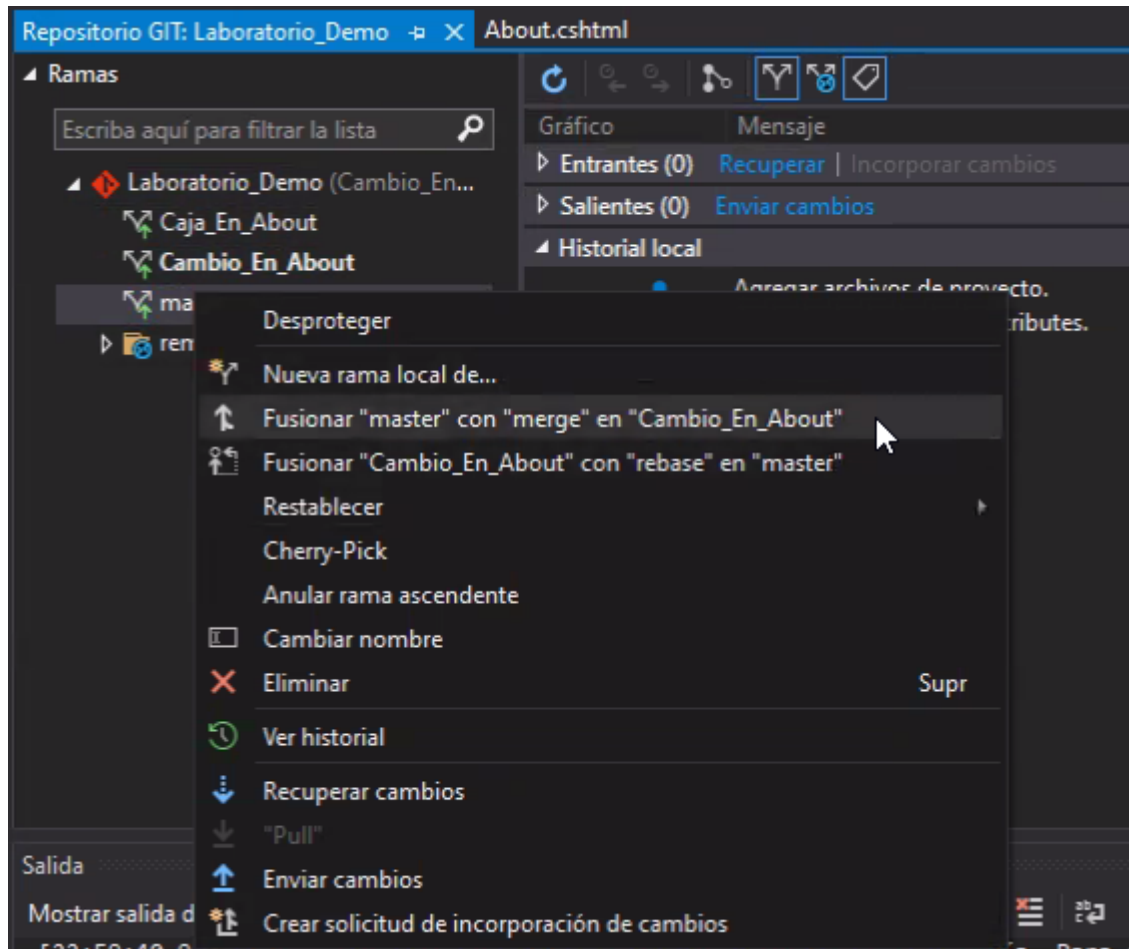 Repositorio GIT: Laboratorio_Demo
About.cshtml
Ramas
Escriba aquí para filtrar la lista
Laboratorio_Demo (Cambio_En...
Caja_En_About
Cambio_En_About
ma
rem
Gráfico Mensaje
Entrantes (0) Recuperar | Incorporar cambios
Salientes (0) Enviar cambios
Historial local
Agregar archivos de proyecto.
tributes.
Desproteger
Nueva rama local de...
Fusionar "master" con "merge" en "Cambio_En_About"
Fusionar "Cambio_En_About" con "rebase" en "master"
Restablecer
Cherry-Pick
Anular rama ascendente
Cambiar nombre
Eliminar Supr
Ver historial
Recuperar cambios
"Pull"
Enviar cambios
Crear solicitud de incorporación de cambios
Salida
Mostrar salida d